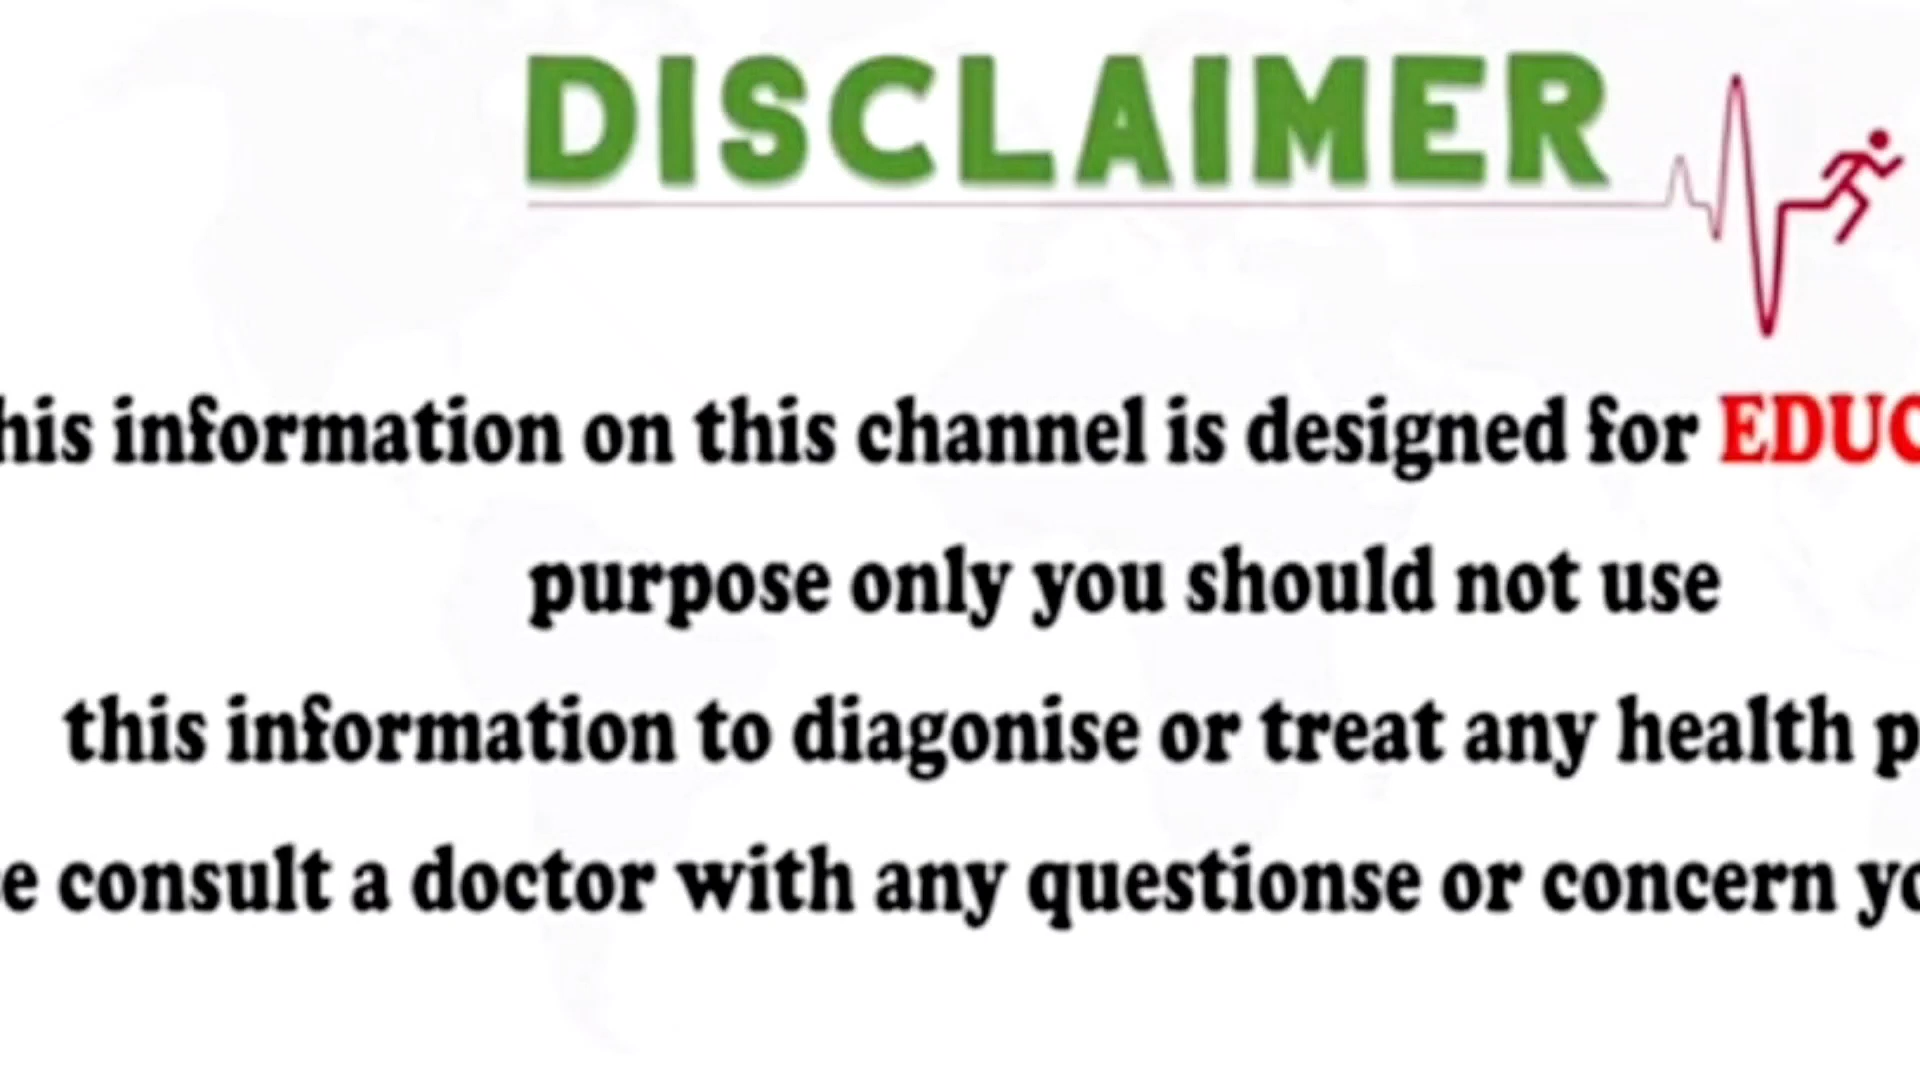 DISCLAIMER
his information on this channel is designed for EDUC
purpose only you should not use
this information to diagonise or treat any health p
e consult a doctor with any questionse or concern yo